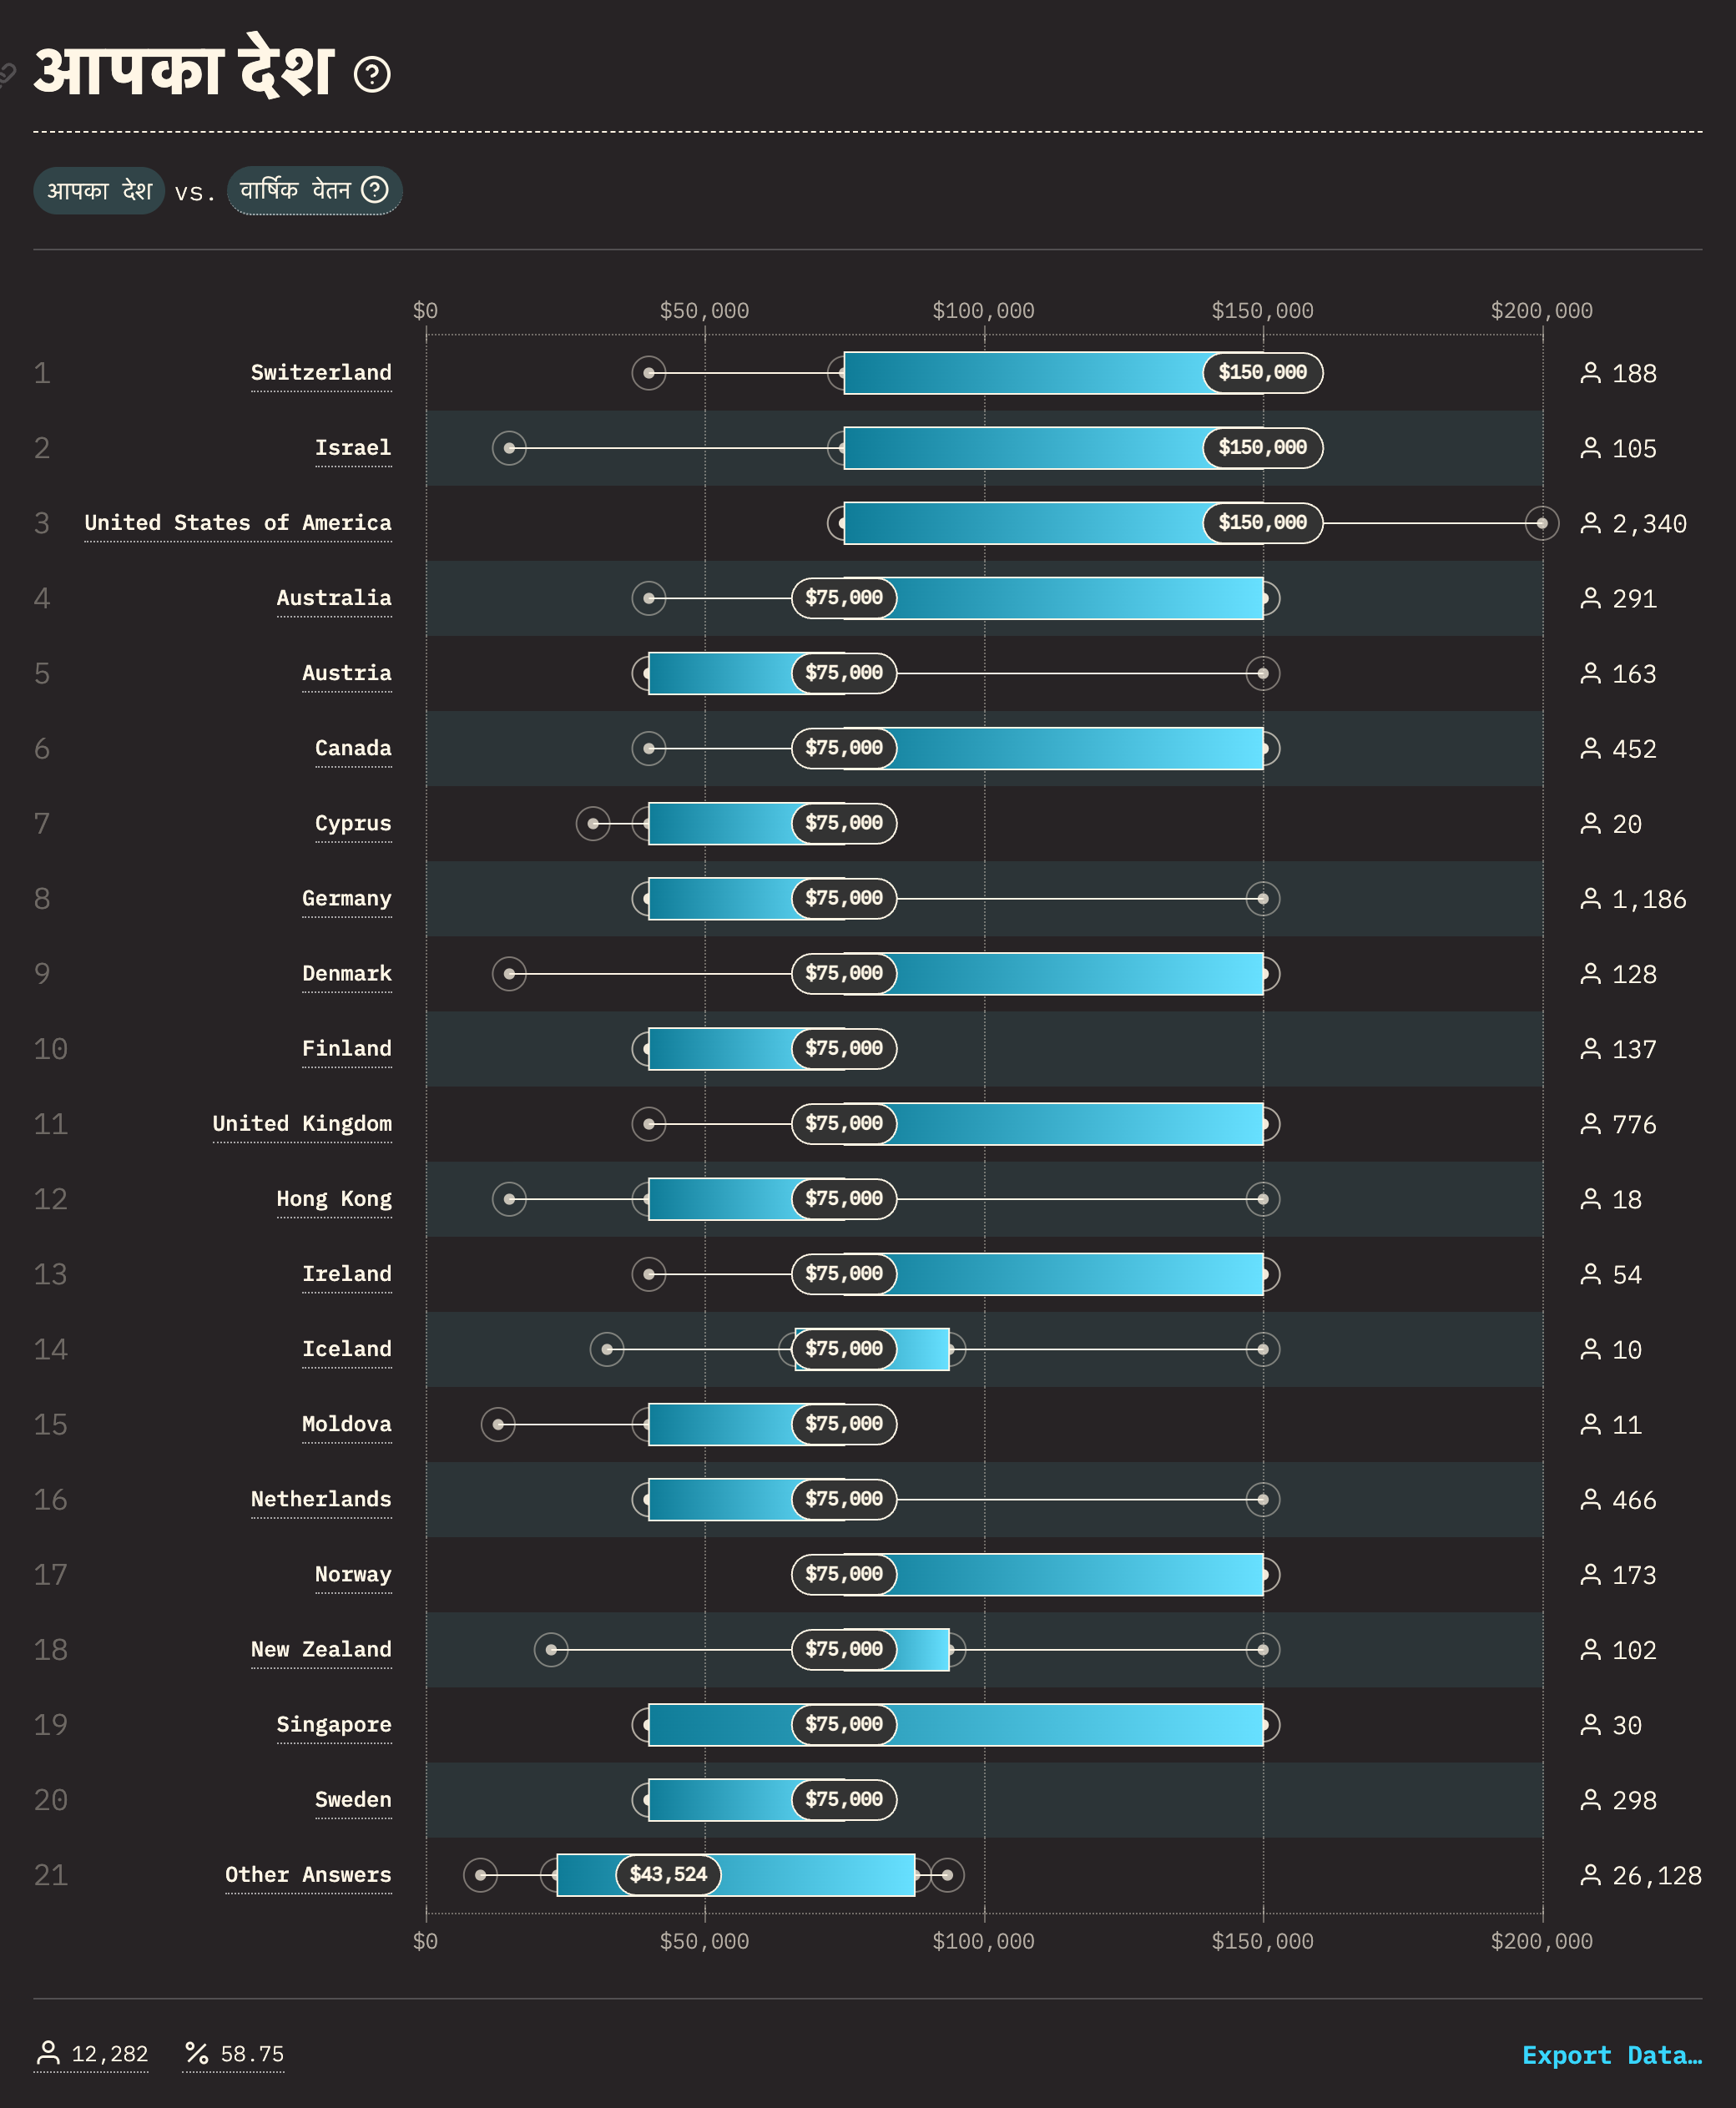 आपका देश
आपका देश vs. वार्षिक वेतन
$0 $50,000 $100,000 $150,000 $200,000
1 Switzerland $150,000 188
2 Israel $150,000 105
3 United States of America $150,000 2,340
4 Australia $75,000 291
5 Austria $75,000 163
6 Canada $75,000 452
7 Cyprus $75,000 20
8 Germany $75,000 1,186
9 Denmark $75,000 128
10 Finland $75,000 137
11 United Kingdom $75,000 776
12 Hong Kong $75,000 18
13 Ireland $75,000 54
14 Iceland $75,000 10
15 Moldova $75,000 11
16 Netherlands $75,000 466
17 Norway $75,000 173
18 New Zealand $75,000 102
19 Singapore $75,000 30
20 Sweden $75,000 298
21 Other Answers $43,524 26,128
$0 $50,000 $100,000 $150,000 $200,000
12,282 % 58.75 Export Data…